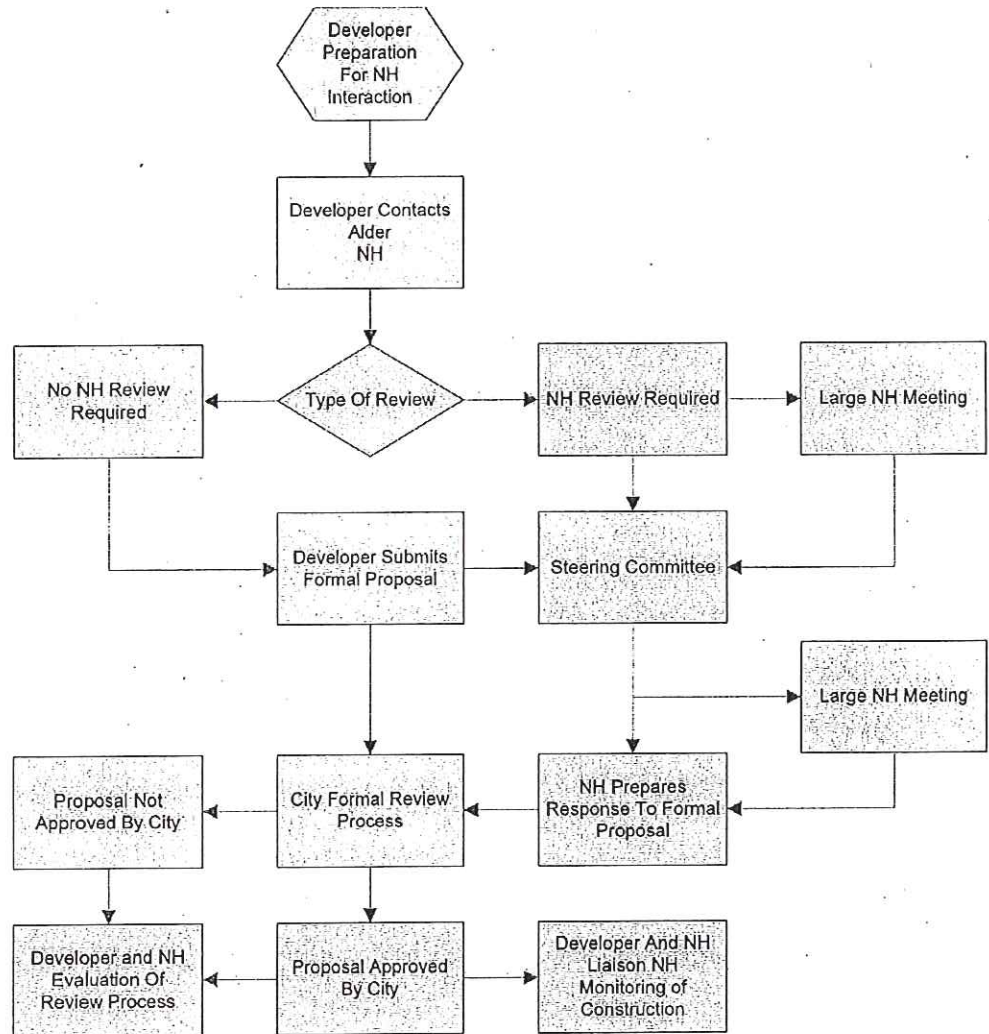 Developer
Preparation
For NH
Interaction
Developer Contacts
Alder
NH
No NH Review
Required
Type Of Review
NH Review Required
Large NH Meeting
Developer Submits
Formal Proposal
Steering Committee
Large NH Meeting
Proposal Not
Approved By City
City Formal Review
Process
NH Prepares
Response To Formal
Proposal
Developer and NH
Evaluation Of
Review Process
Proposal Approved
By City
Developer And NH
Liaison NH
Monitoring of
Construction